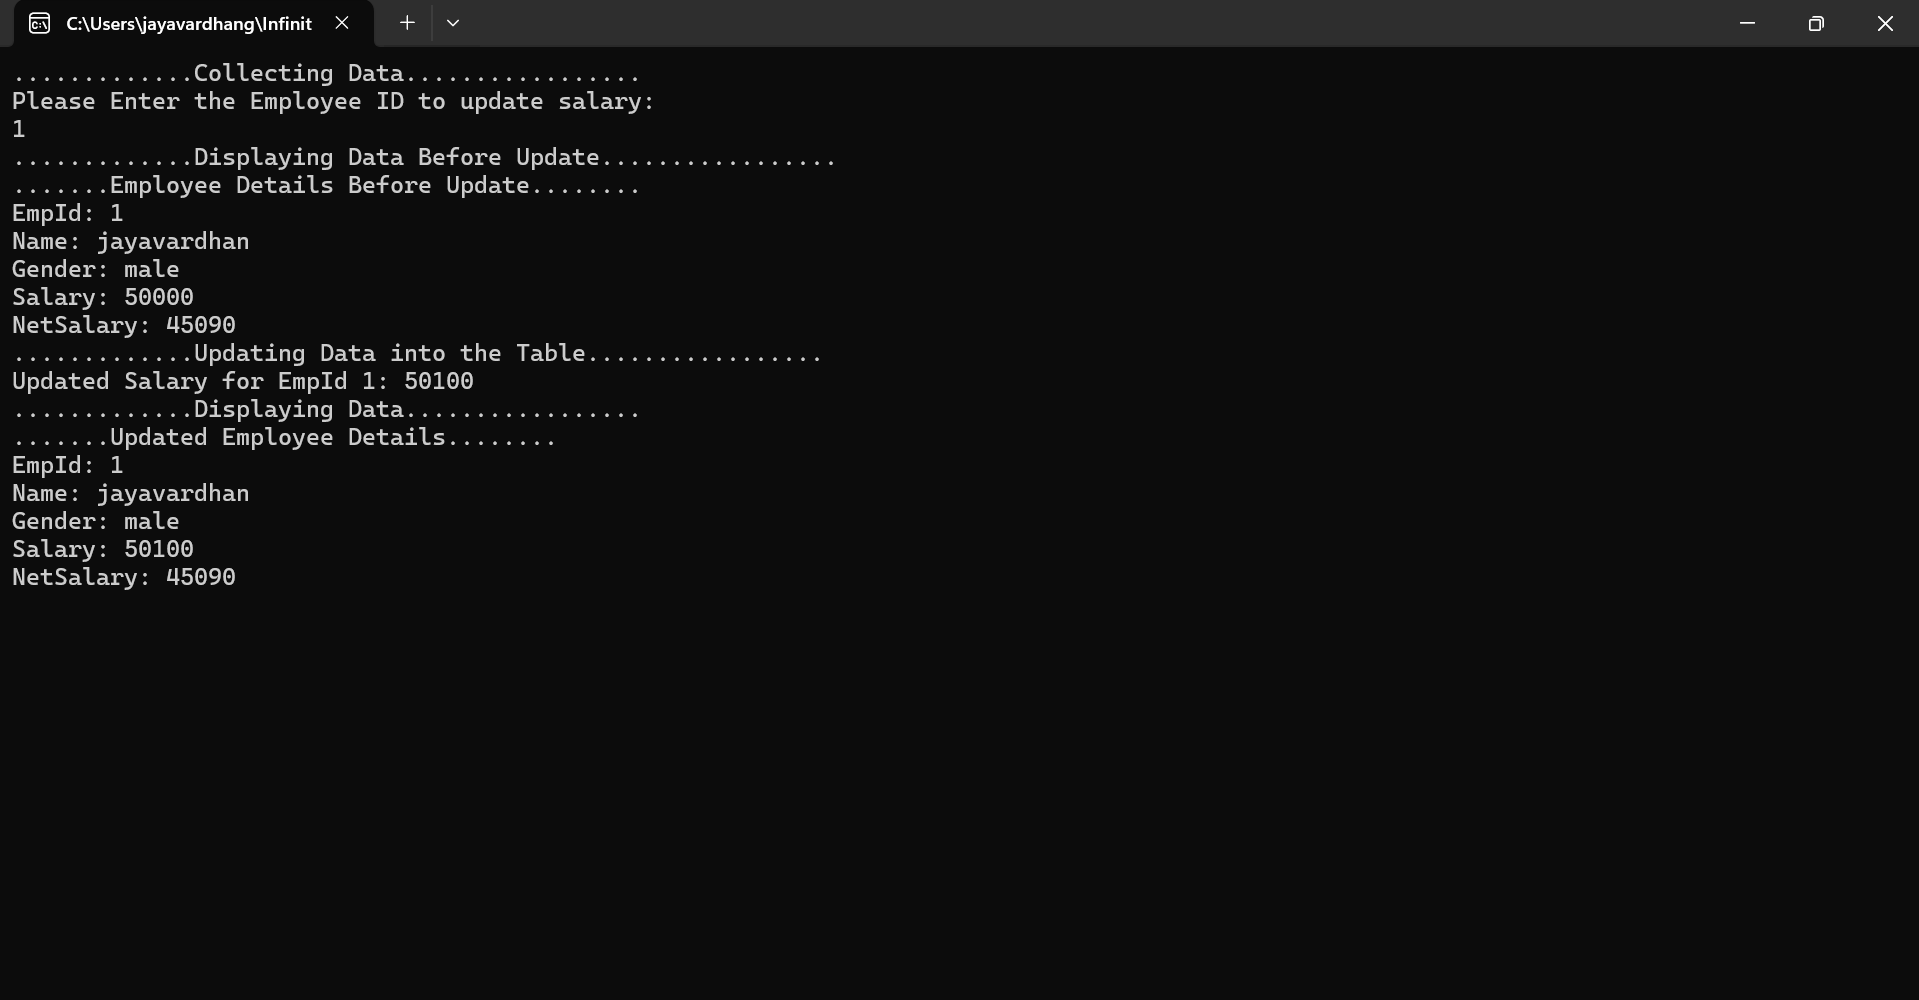 C:\Users\jayavardhang\Infinit
.............Collecting Data.................
Please Enter the Employee ID to update salary:
1
.............Displaying Data Before Update.................
.......Employee Details Before Update........
EmpId: 1
Name: jayavardhan
Gender: male
Salary: 50000
NetSalary: 45090
.............Updating Data into the Table.................
Updated Salary for EmpId 1: 50100
.............Displaying Data.................
.......Updated Employee Details........
EmpId: 1
Name: jayavardhan
Gender: male
Salary: 50100
NetSalary: 45090